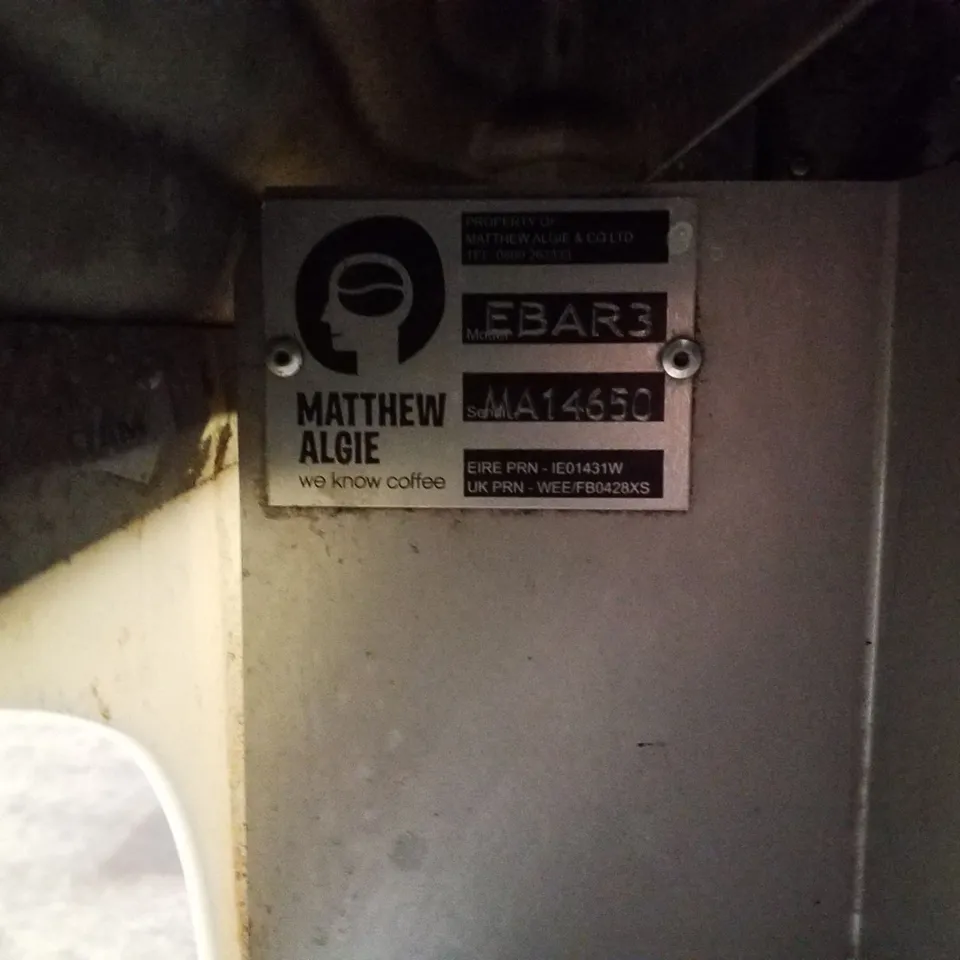 MATTHEW
ALGIE
we know coffee
PROPERTY OF
MATTHEW ALGIE & CO LTD
TEL
Model EBAR3
Serial MA14650
EIRE PRN - IE01431W
UK PRN - WEE/FB0428XS